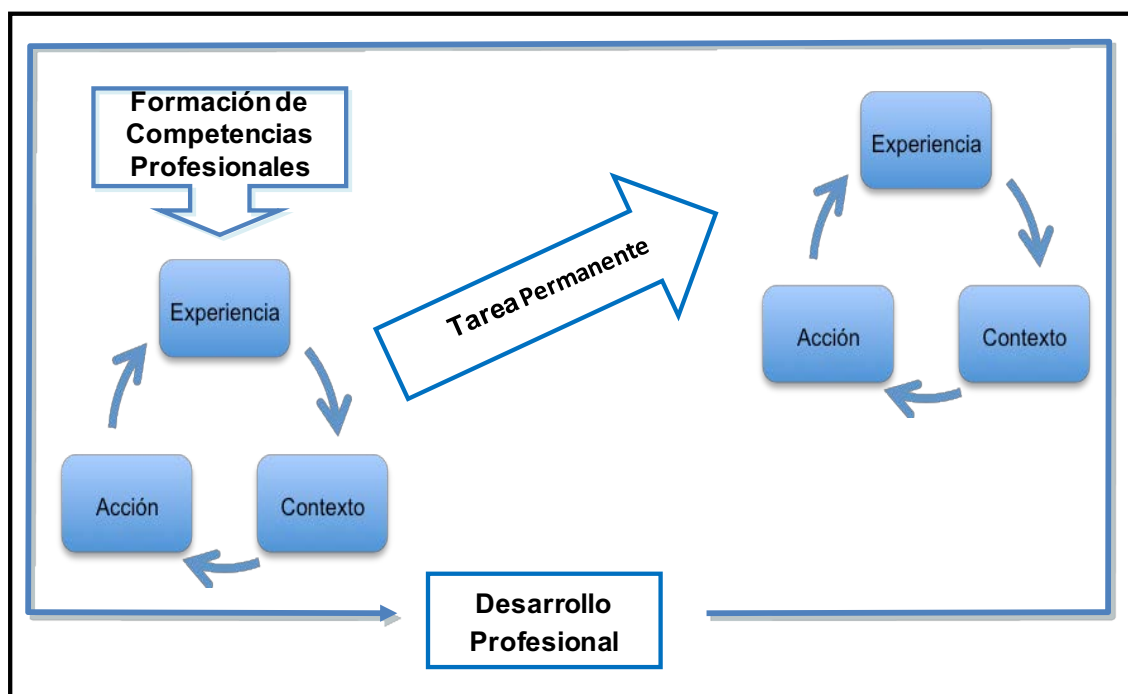 Formación de
Competencias
Profesionales
Experiencia
Acción
Contexto
Tarea Permanente
Experiencia
Acción
Contexto
Desarrollo
Profesional